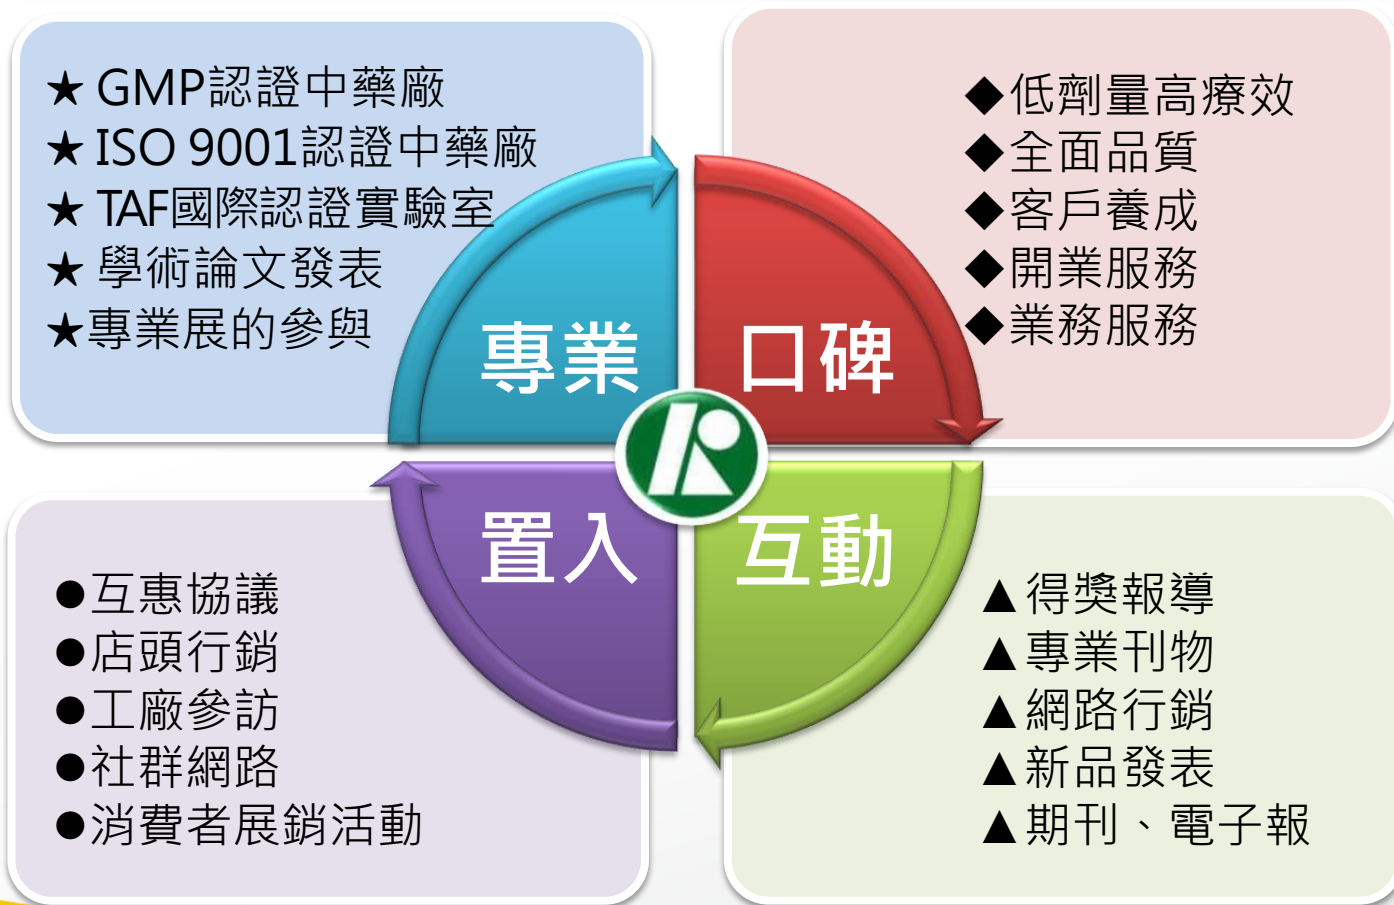 ★ GMP認證中藥廠
★ ISO 9001認證中藥廠
★ TAF國際認證實驗室
★ 學術論文發表
★專業展的參與
專業
◆低劑量高療效
◆全面品質
◆客戶養成
◆開業服務
◆業務服務
口碑
●互惠協議
●店頭行銷
●工廠參訪
●社群網路
●消費者展銷活動
置入
▲得獎報導
▲專業刊物
▲網路行銷
▲新品發表
▲期刊、電子報
互動